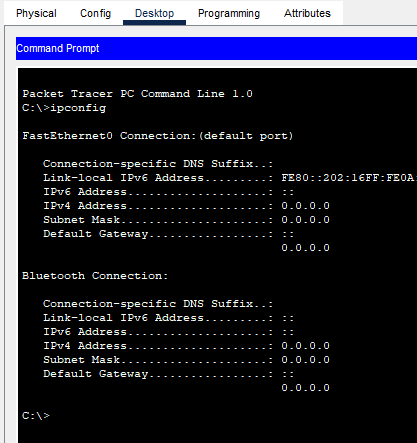 Physical Config Desktop Programming Attributes
Command Prompt
Packet Tracer PC Command Line 1.0
C:\>ipconfig
FastEthernet0 Connection:(default port)
Connection-specific DNS Suffix..:
Link-local IPv6 Address.........: FE80::202:16FF:FE0A:
IPv6 Address....................: ::
IPv4 Address....................: 0.0.0.0
Subnet Mask.....................: 0.0.0.0
Default Gateway.................: ::
0.0.0.0
Bluetooth Connection:
Connection-specific DNS Suffix..:
Link-local IPv6 Address.........: ::
IPv6 Address....................: ::
IPv4 Address....................: 0.0.0.0
Subnet Mask.....................: 0.0.0.0
Default Gateway.................: ::
0.0.0.0
C:\>